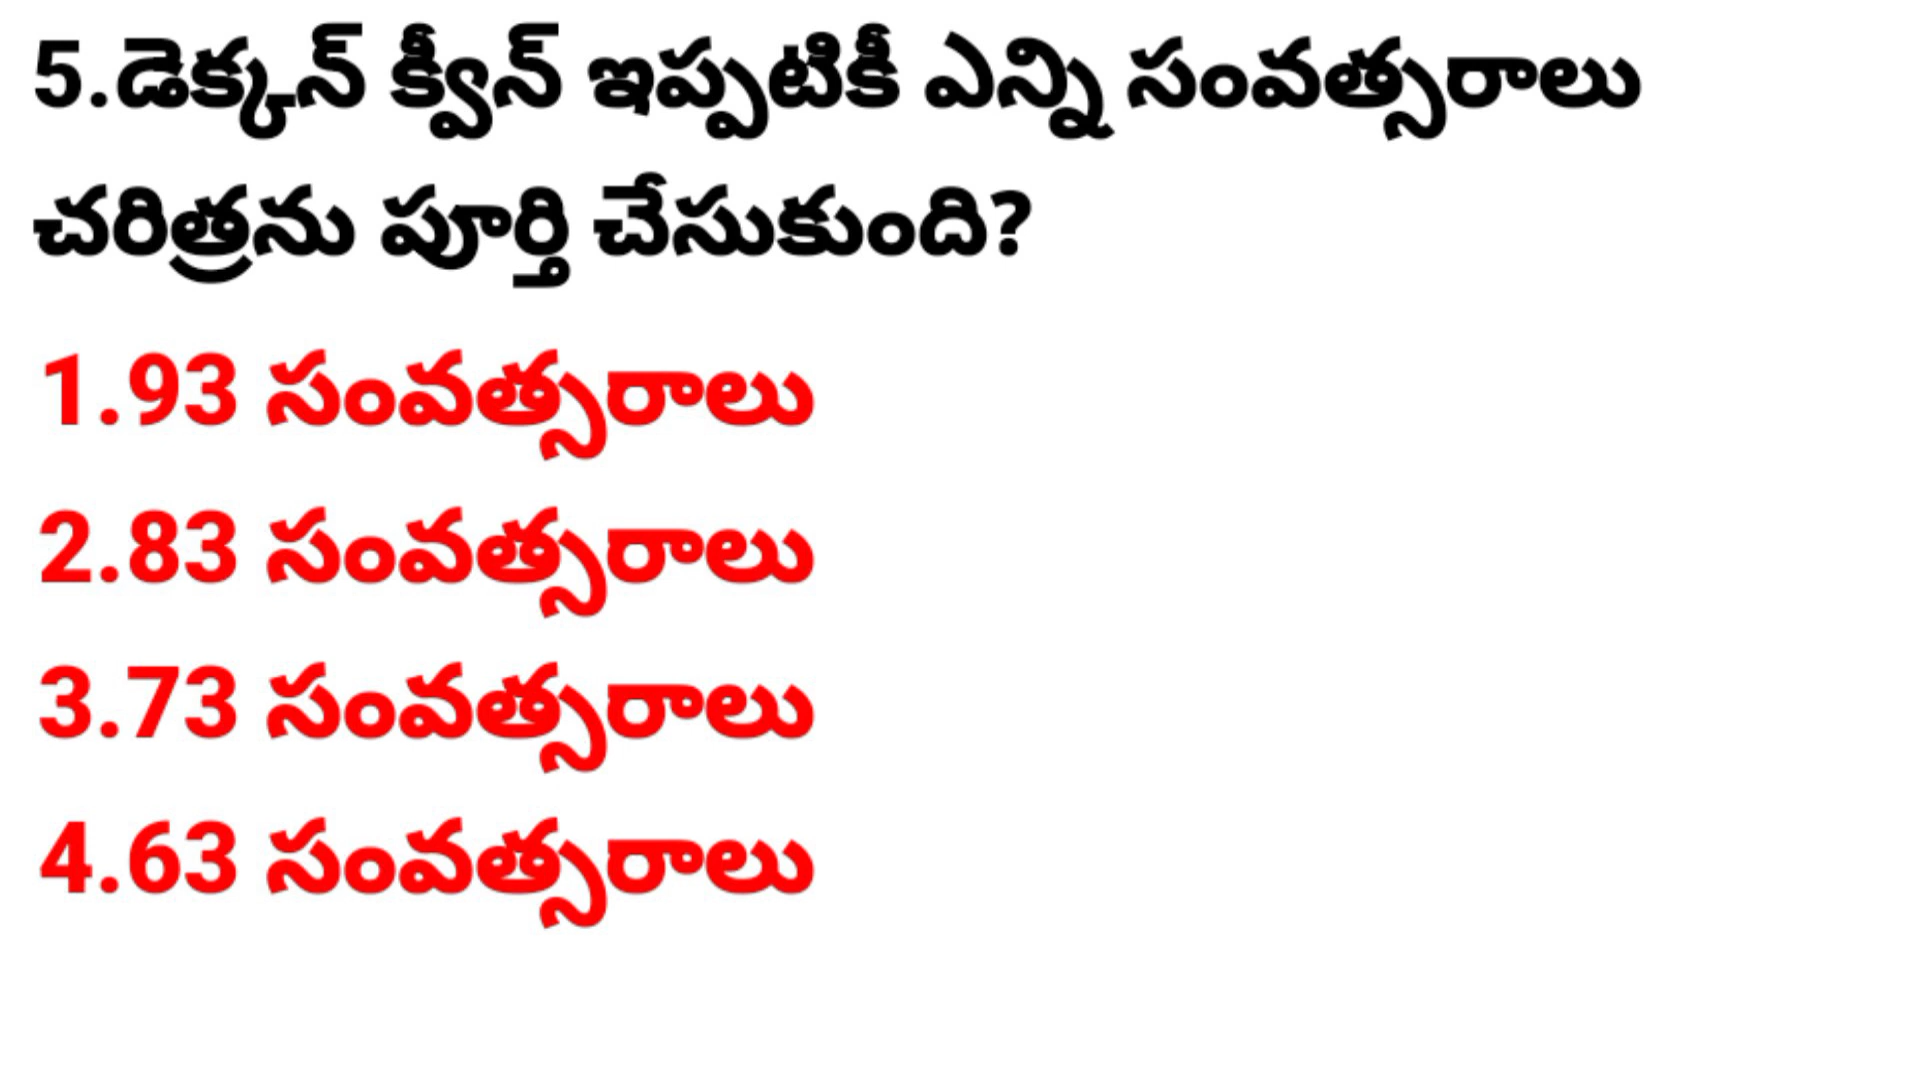 5.డెక్కన్ క్వీన్ ఇప్పటికీ ఎన్ని సంవత్సరాలు
చరిత్రను పూర్తి చేసుకుంది?
1.93 సంవత్సరాలు
2.83 సంవత్సరాలు
3.73 సంవత్సరాలు
4.63 సంవత్సరాలు